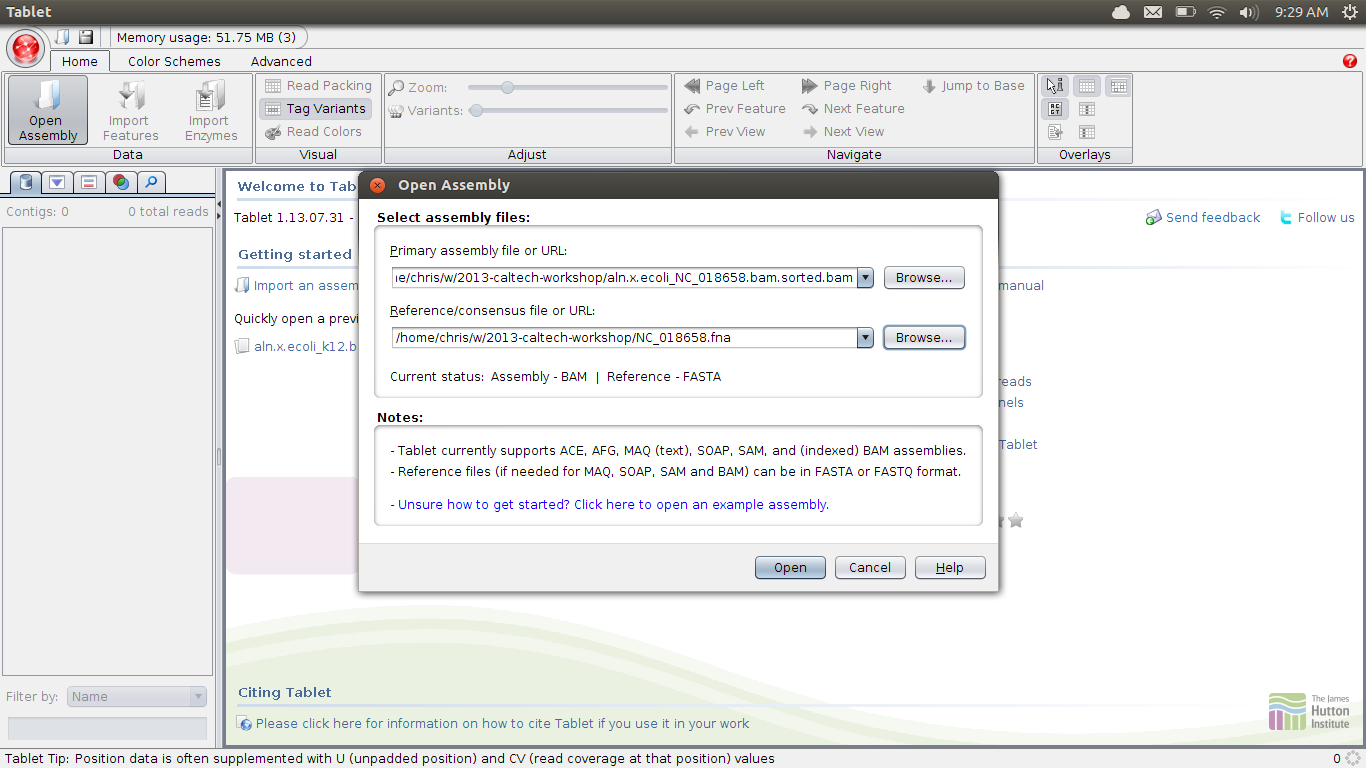 Tablet
9:29 AM
Memory usage: 51.75 MB (3)
Home Color Schemes Advanced
Open Assembly
Import Features
Import Enzymes
Data
Read Packing
Tag Variants
Read Colors
Visual
Zoom:
Variants:
Adjust
Page Left
Page Right
Jump to Base
Prev Feature
Next Feature
Prev View
Next View
Navigate
Overlays
Contigs: 0
0 total reads
Welcome to Tab
Tablet 1.13.07.31 -
Send feedback
Follow us
Getting started
Import an assem
manual
Quickly open a previ
aln.x.ecoli_k12.b
reads
nels
Tablet
Open Assembly
Select assembly files:
Primary assembly file or URL:
ne/chris/w/2013-caltech-workshop/aln.x.ecoli_NC_018658.bam.sorted.bam
Browse...
Reference/consensus file or URL:
/home/chris/w/2013-caltech-workshop/NC_018658.fna
Browse...
Current status: Assembly - BAM | Reference - FASTA
Notes:
- Tablet currently supports ACE, AFG, MAQ (text), SOAP, SAM, and (indexed) BAM assemblies.
- Reference files (if needed for MAQ, SOAP, SAM and BAM) can be in FASTA or FASTQ format.
- Unsure how to get started? Click here to open an example assembly.
Open
Cancel
Help
Filter by: Name
Citing Tablet
Please click here for information on how to cite Tablet if you use it in your work
The James
Hutton
Institute
Tablet Tip: Position data is often supplemented with U (unpadded position) and CV (read coverage at that position) values
0